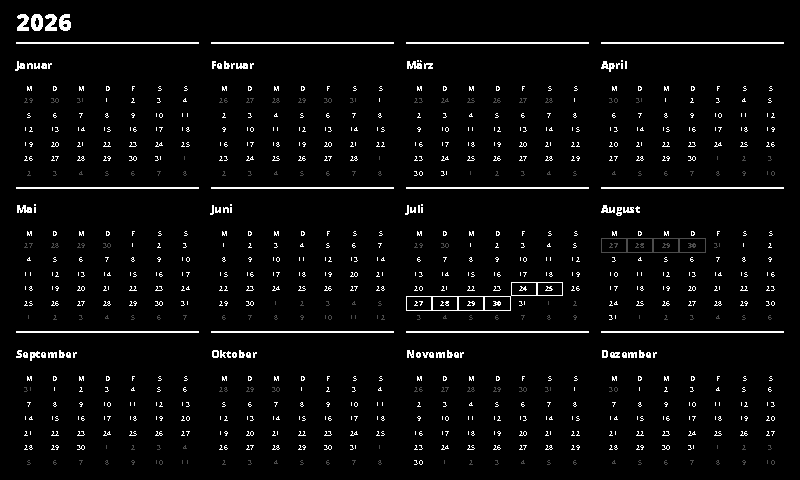 2026
Januar
M D M D F S S
29 30 31 1 2 3 4
5 6 7 8 9 10 11
12 13 14 15 16 17 18
19 20 21 22 23 24 25
26 27 28 29 30 31 1
2 3 4 5 6 7 8
Februar
M D M D F S S
26 27 28 29 30 31 1
2 3 4 5 6 7 8
9 10 11 12 13 14 15
16 17 18 19 20 21 22
23 24 25 26 27 28 1
2 3 4 5 6 7 8
März
M D M D F S S
23 24 25 26 27 28 1
2 3 4 5 6 7 8
9 10 11 12 13 14 15
16 17 18 19 20 21 22
23 24 25 26 27 28 29
30 31 1 2 3 4 5
April
M D M D F S S
30 31 1 2 3 4 5
6 7 8 9 10 11 12
13 14 15 16 17 18 19
20 21 22 23 24 25 26
27 28 29 30 1 2 3
4 5 6 7 8 9 10
Mai
M D M D F S S
27 28 29 30 1 2 3
4 5 6 7 8 9 10
11 12 13 14 15 16 17
18 19 20 21 22 23 24
25 26 27 28 29 30 31
1 2 3 4 5 6 7
Juni
M D M D F S S
1 2 3 4 5 6 7
8 9 10 11 12 13 14
15 16 17 18 19 20 21
22 23 24 25 26 27 28
29 30 1 2 3 4 5
6 7 8 9 10 11 12
Juli
M D M D F S S
29 30 1 2 3 4 5
6 7 8 9 10 11 12
13 14 15 16 17 18 19
20 21 22 23 24 25 26
27 28 29 30 31 1 2
3 4 5 6 7 8 9
August
M D M D F S S
27 28 29 30 31 1 2
3 4 5 6 7 8 9
10 11 12 13 14 15 16
17 18 19 20 21 22 23
24 25 26 27 28 29 30
31 1 2 3 4 5 6
September
M D M D F S S
31 1 2 3 4 5 6
7 8 9 10 11 12 13
14 15 16 17 18 19 20
21 22 23 24 25 26 27
28 29 30 1 2 3 4
5 6 7 8 9 10 11
Oktober
M D M D F S S
28 29 30 1 2 3 4
5 6 7 8 9 10 11
12 13 14 15 16 17 18
19 20 21 22 23 24 25
26 27 28 29 30 31 1
2 3 4 5 6 7 8
November
M D M D F S S
26 27 28 29 30 31 1
2 3 4 5 6 7 8
9 10 11 12 13 14 15
16 17 18 19 20 21 22
23 24 25 26 27 28 29
30 1 2 3 4 5 6
Dezember
M D M D F S S
30 1 2 3 4 5 6
7 8 9 10 11 12 13
14 15 16 17 18 19 20
21 22 23 24 25 26 27
28 29 30 31 1 2 3
4 5 6 7 8 9 10